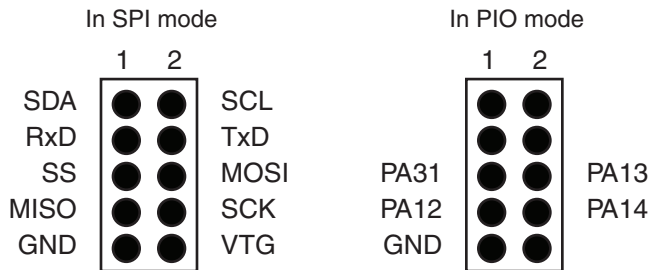 In SPI mode In PIO mode
1 2 1 2
SDA SCL
RxD TxD
SS MOSI PA31 PA13
MISO SCK PA12 PA14
GND VTG GND